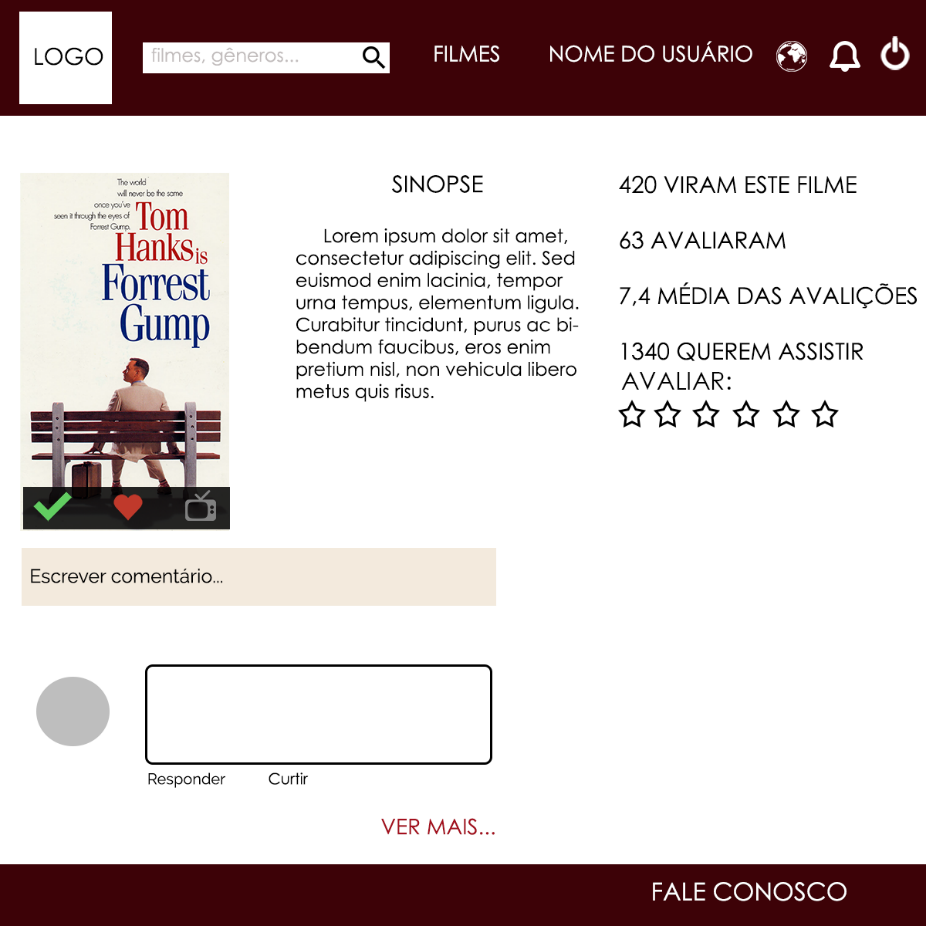 LOGO
filmes, gêneros...
FILMES
NOME DO USUÁRIO
The world
will never be the same
once you've
seen it through the eyes of
Forrest Gump.
Tom
Hanks is
Forrest
Gump
SINOPSE
Lorem ipsum dolor sit amet,
consectetur adipiscing elit. Sed
euismod enim lacinia, tempor
urna tempus, elementum ligula.
Curabitur tincidunt, purus ac bi-
bendum faucibus, eros enim
pretium nisl, non vehicula libero
metus quis risus.
420 VIRAM ESTE FILME
63 AVALIARAM
7,4 MÉDIA DAS AVALIÇÕES
1340 QUEREM ASSISTIR
AVALIAR:
Escrever comentário...
Responder
Curtir
VER MAIS...
FALE CONOSCO